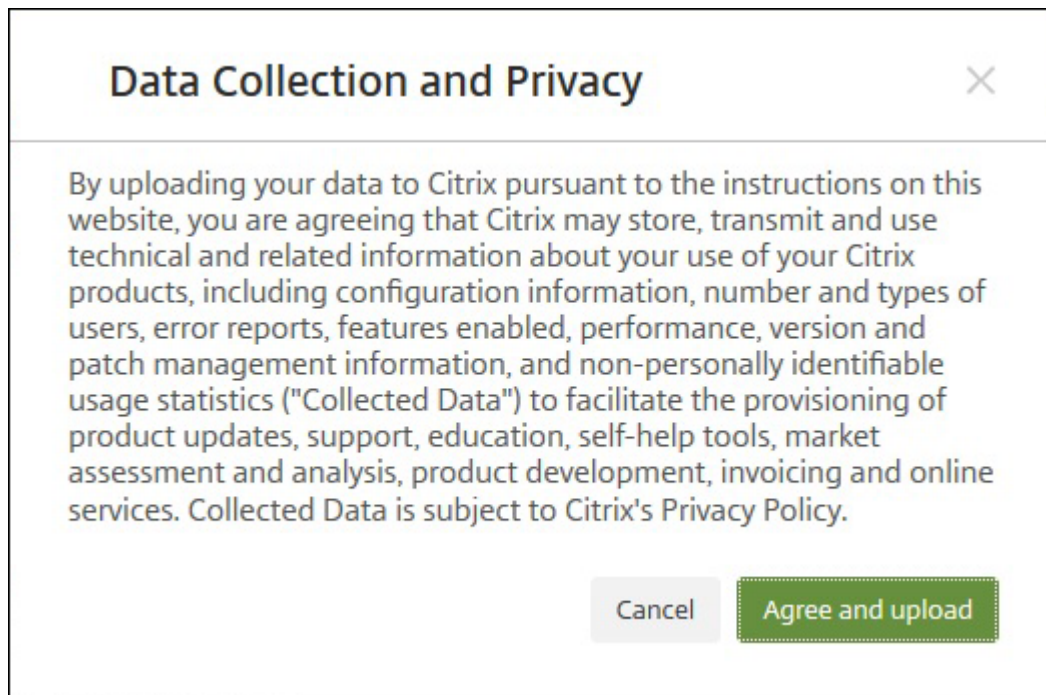 Data Collection and Privacy
By uploading your data to Citrix pursuant to the instructions on this
website, you are agreeing that Citrix may store, transmit and use
technical and related information about your use of your Citrix
products, including configuration information, number and types of
users, error reports, features enabled, performance, version and
patch management information, and non-personally identifiable
usage statistics ("Collected Data") to facilitate the provisioning of
product updates, support, education, self-help tools, market
assessment and analysis, product development, invoicing and online
services. Collected Data is subject to Citrix's Privacy Policy.
Cancel Agree and upload